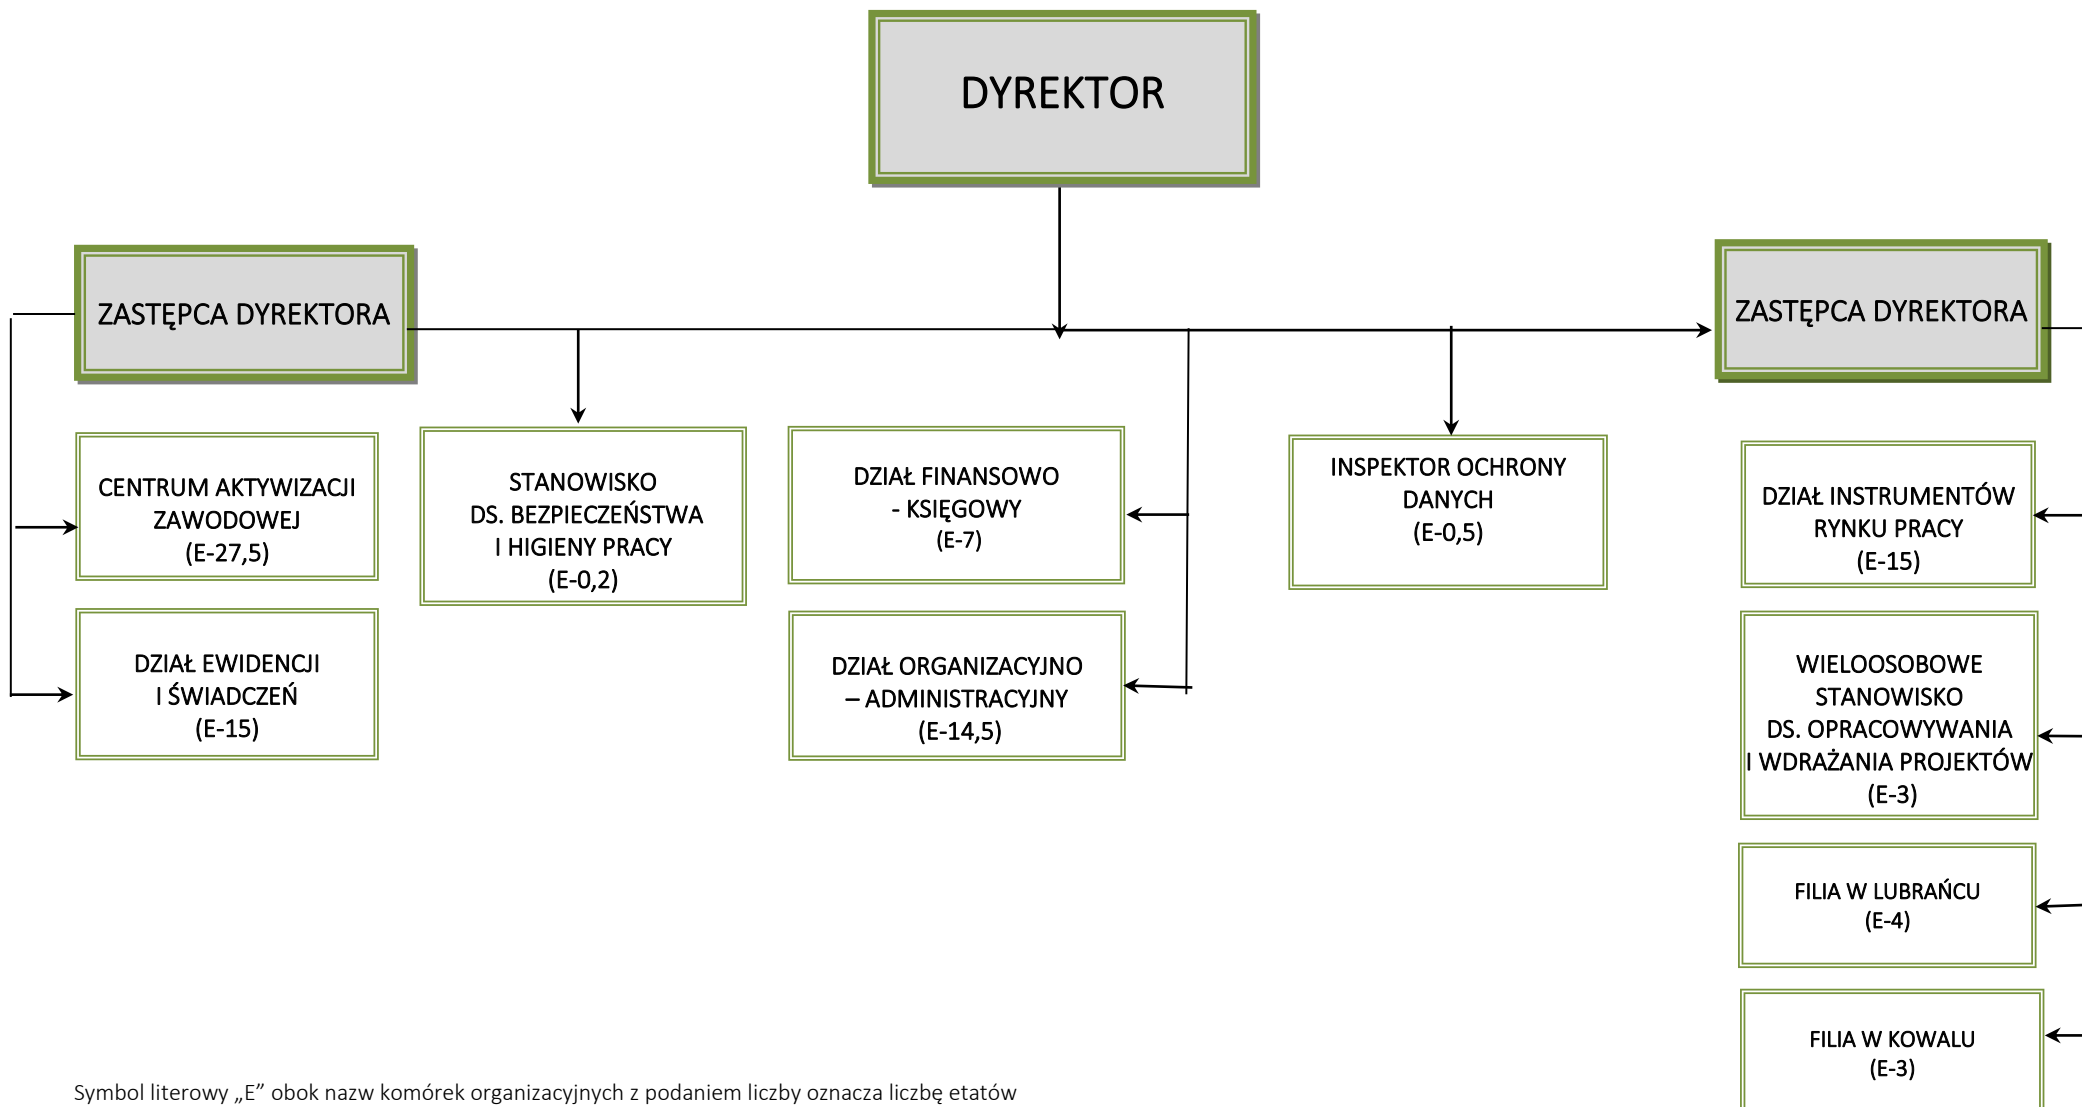 DYREKTOR
ZASTĘPCA DYREKTORA
ZASTĘPCA DYREKTORA
CENTRUM AKTYWIZACJI
ZAWODOWEJ
(E-27,5)
STANOWISKO
DS. BEZPIECZEŃSTWA
I HIGIENY PRACY
(E-0,2)
DZIAŁ FINANSOWO
- KSIĘGOWY
(E-7)
INSPEKTOR OCHRONY
DANYCH
(E-0,5)
DZIAŁ INSTRUMENTÓW
RYNKU PRACY
(E-15)
DZIAŁ EWIDENCJI
I ŚWIADCZEŃ
(E-15)
DZIAŁ ORGANIZACYJNO
– ADMINISTRACYJNY
(E-14,5)
WIELOOSOBOWE
STANOWISKO
DS. OPRACOWYWANIA
I WDRAŻANIA PROJEKTÓW
(E-3)
FILIA W LUBRAŃCU
(E-4)
FILIA W KOWALU
(E-3)
Symbol literowy „E” obok nazw komórek organizacyjnych z podaniem liczby oznacza liczbę etatów